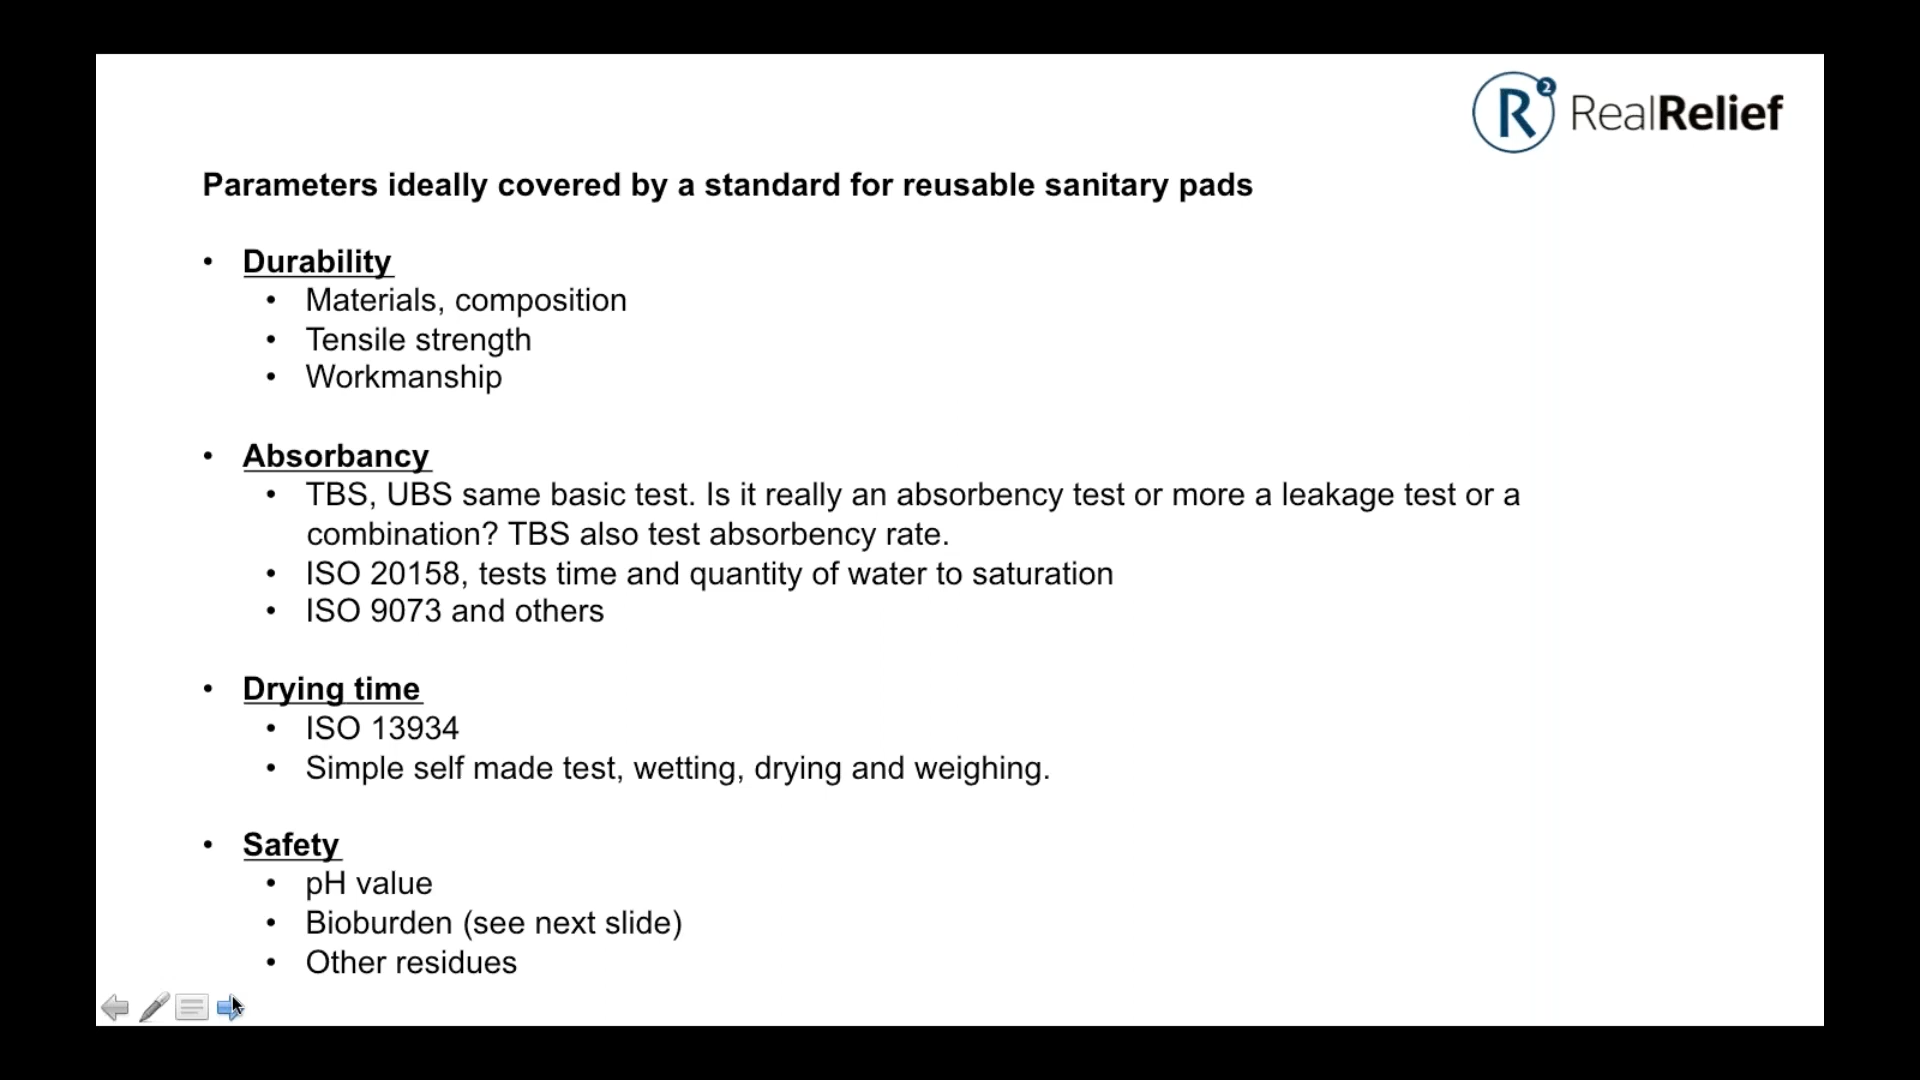 R2 RealRelief
Parameters ideally covered by a standard for reusable sanitary pads
• Durability
• Materials, composition
• Tensile strength
• Workmanship
• Absorbancy
• TBS, UBS same basic test. Is it really an absorbency test or more a leakage test or a
combination? TBS also test absorbency rate.
• ISO 20158, tests time and quantity of water to saturation
• ISO 9073 and others
• Drying time
• ISO 13934
• Simple self made test, wetting, drying and weighing.
• Safety
• pH value
• Bioburden (see next slide)
• Other residues